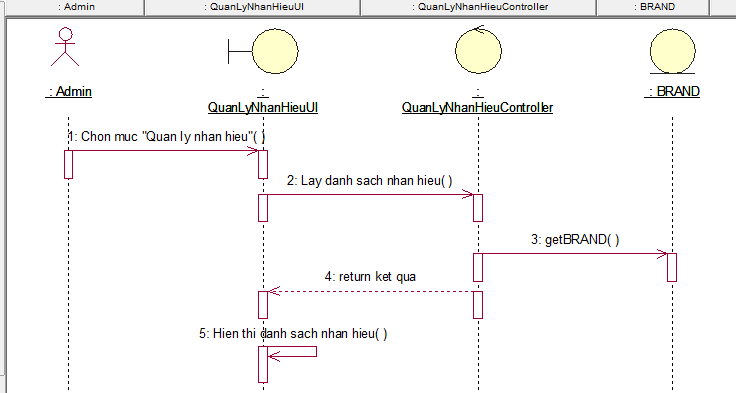 : Admin
: QuanLyNhanHieuUI
: QuanLyNhanHieuController
: BRAND
: Admin
:
QuanLyNhanHieuUI
:
QuanLyNhanHieuController
: BRAND
1: Chon muc "Quan ly nhan hieu"( )
2: Lay danh sach nhan hieu( )
3: getBRAND( )
4: return ket qua
5: Hien thi danh sach nhan hieu( )